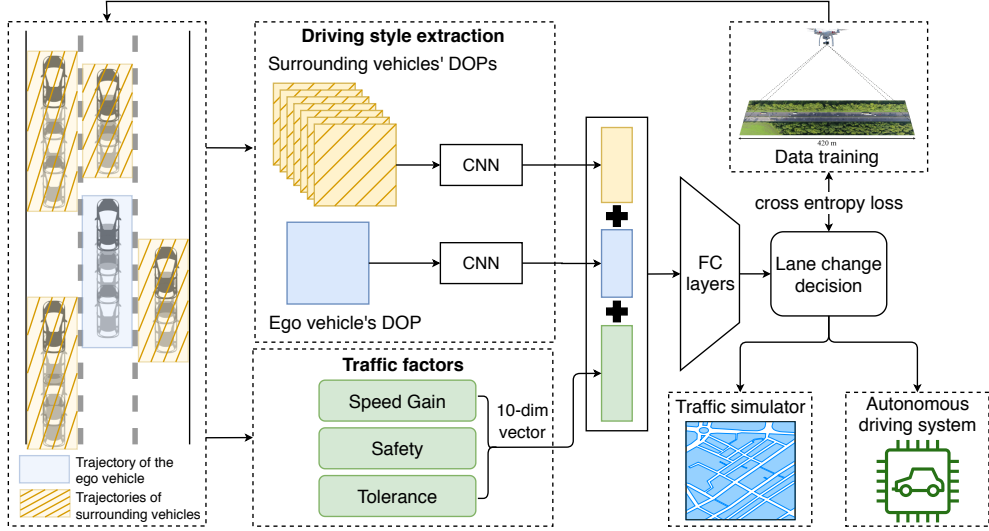 Driving style extraction
Surrounding vehicles' DOPs
CNN
CNN
Ego vehicle's DOP
Traffic factors
Speed Gain
Safety
Tolerance
10-dim
vector
FC
layers
420 m
Data training
cross entropy loss
Lane change
decision
Traffic simulator
Autonomous
driving system
Trajectory of the
ego vehicle
Trajectories of
surrounding vehicles